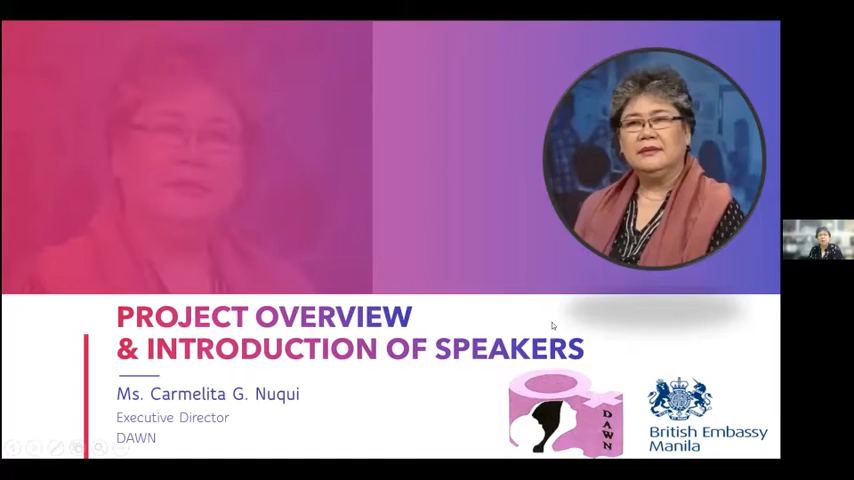 PROJECT OVERVIEW
& INTRODUCTION OF SPEAKERS
Ms. Carmelita G. Nuqui
Executive Director
DAWN
DAWN
British Embassy
Manila